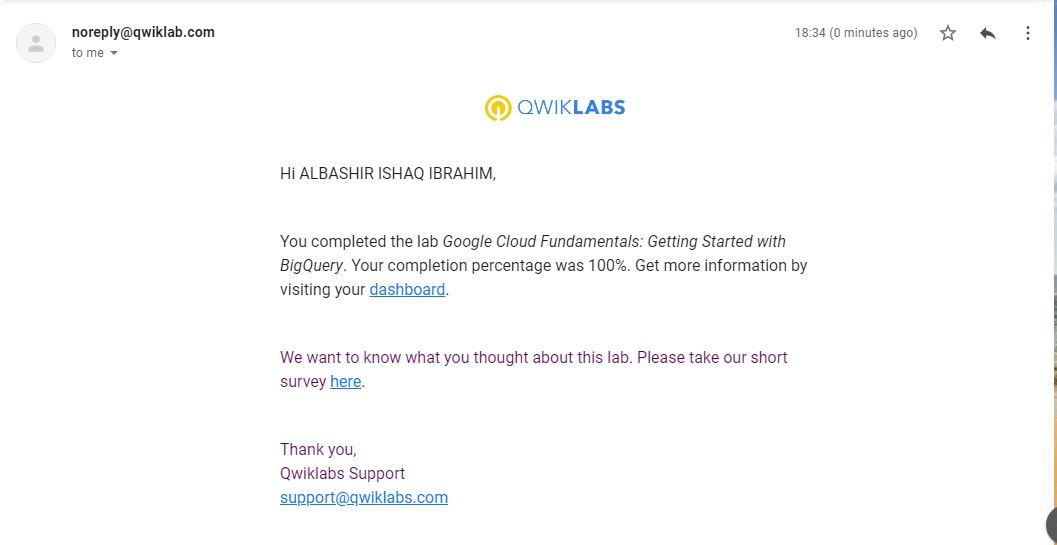 noreply@qwiklab.com
18:34 (0 minutes ago)
to me
QWIKLABS
Hi ALBASHIR ISHAQ IBRAHIM,
You completed the lab Google Cloud Fundamentals: Getting Started with
BigQuery. Your completion percentage was 100%. Get more information by
visiting your dashboard.
We want to know what you thought about this lab. Please take our short
survey here.
Thank you,
Qwiklabs Support
support@qwiklabs.com